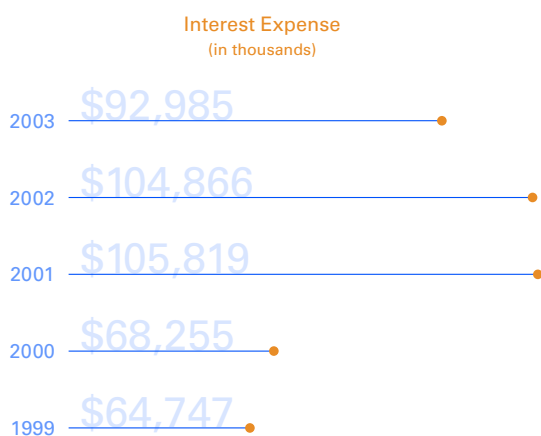 Interest Expense
(in thousands)
2003 $92,985
2002 $104,866
2001 $105,819
2000 $68,255
1999 $64,747